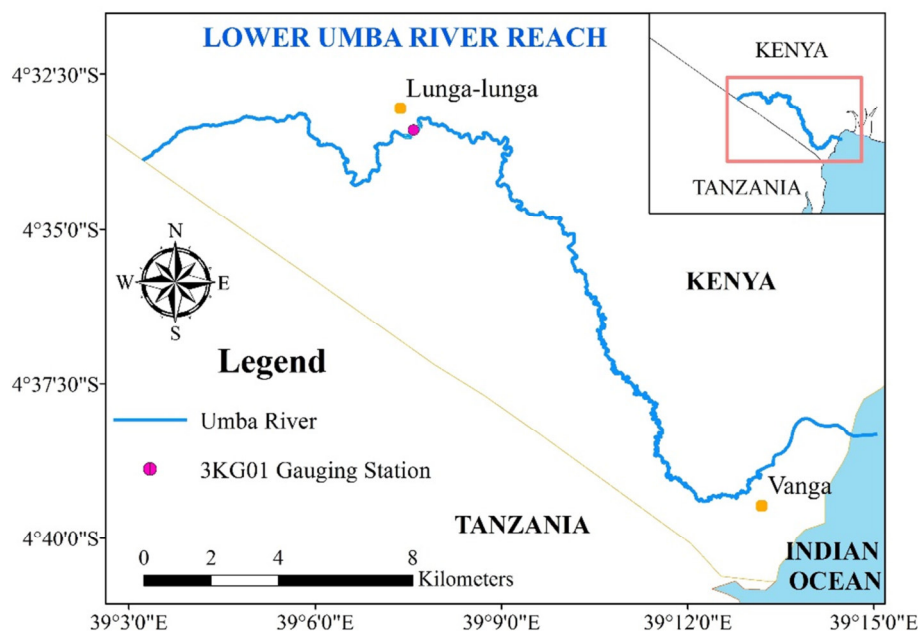 LOWER UMBA RIVER REACH
KENYA
TANZANIA
4°32'30"S
4°35'0"S
4°37'30"S
4°40'0"S
Lunga-lunga
N
W E
S
KENYA
Legend
Umba River
3KG01 Gauging Station
Vanga
TANZANIA
INDIAN
OCEAN
0 2 4 8
Kilometers
39°3'0"E 39°6'0"E 39°9'0"E 39°12'0"E 39°15'0"E